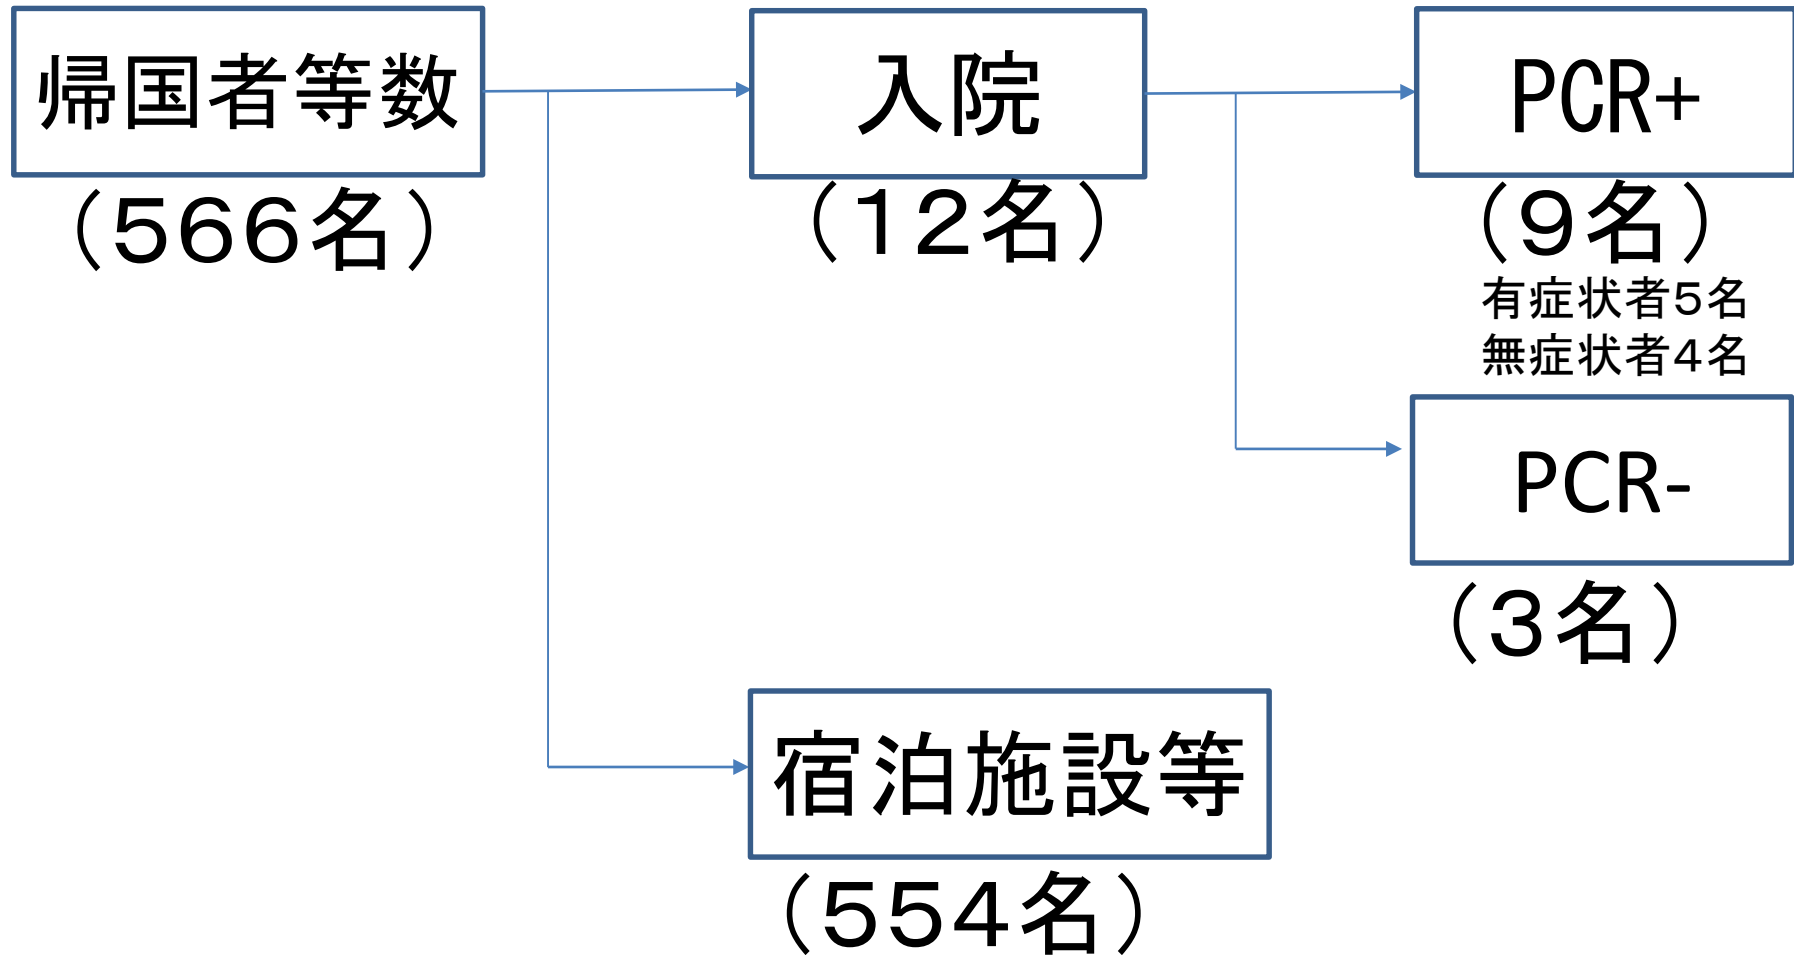 帰国者等数
（５６６名）
入院
（１２名）
PCR+
（９名）
有症状者５名
無症状者４名
PCR-
（３名）
宿泊施設等
（５５４名）